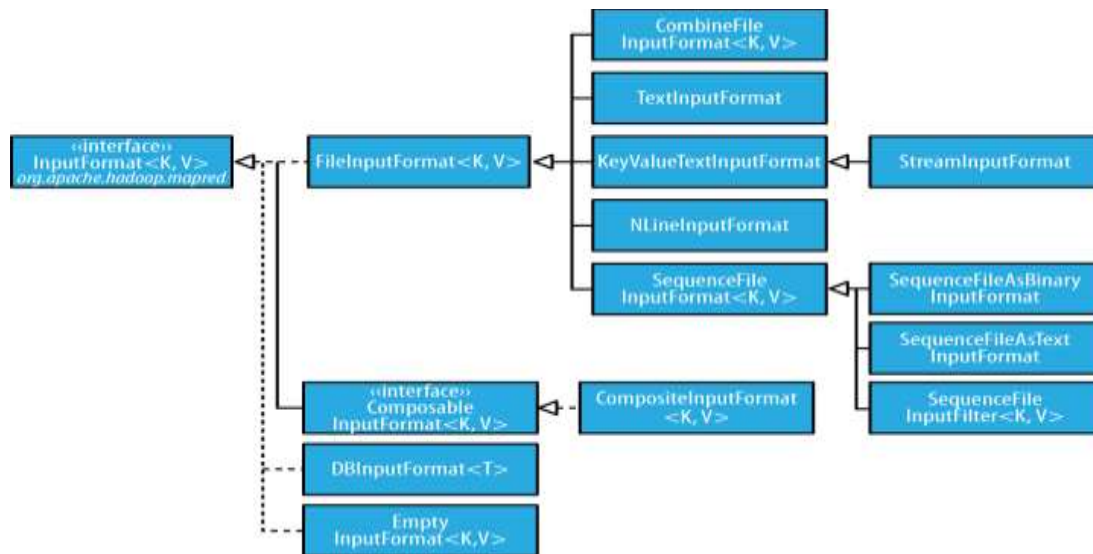 CombineFile
InputFormat<K, V>
TextInputFormat
‹‹interface››
InputFormat<K, V>
org.apache.hadoop.mapred
FileInputFormat<K, V>
KeyValueTextInputFormat
StreamInputFormat
NLineInputFormat
SequenceFile
InputFormat<K, V>
SequenceFileAsBinary
InputFormat
SequenceFileAsText
InputFormat
‹‹interface››
Composable
InputFormat<K, V>
CompositeInputFormat
<K, V>
SequenceFile
InputFilter<K, V>
DBInputFormat<T>
Empty
InputFormat<K,V>